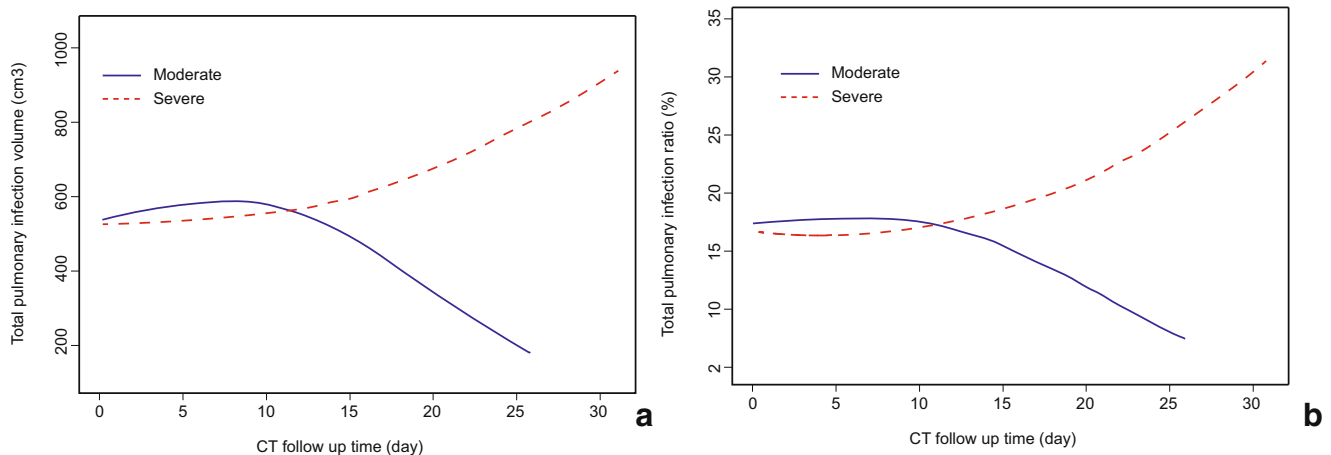 Total pulmonary infection volume (cm3)
1000
800
600
400
200
Moderate
Severe
0 5 10 15 20 25 30
CT follow up time (day)
a
Total pulmonary infection ratio (%)
35
30
25
20
15
10
2
Moderate
Severe
0 5 10 15 20 25 30
CT follow up time (day)
b